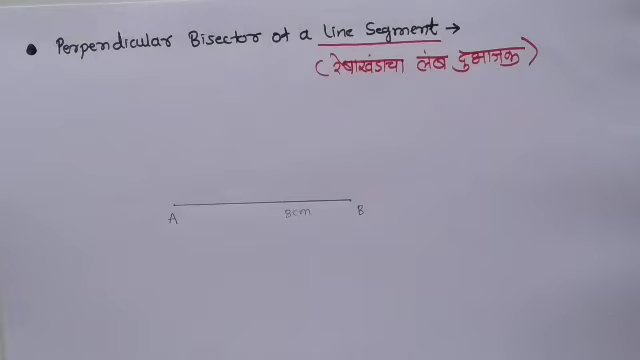 • Perpendicular Bisector of a Line Segment →
(रेषाखंडाचा लंब दुभाजक)
A 8cm B